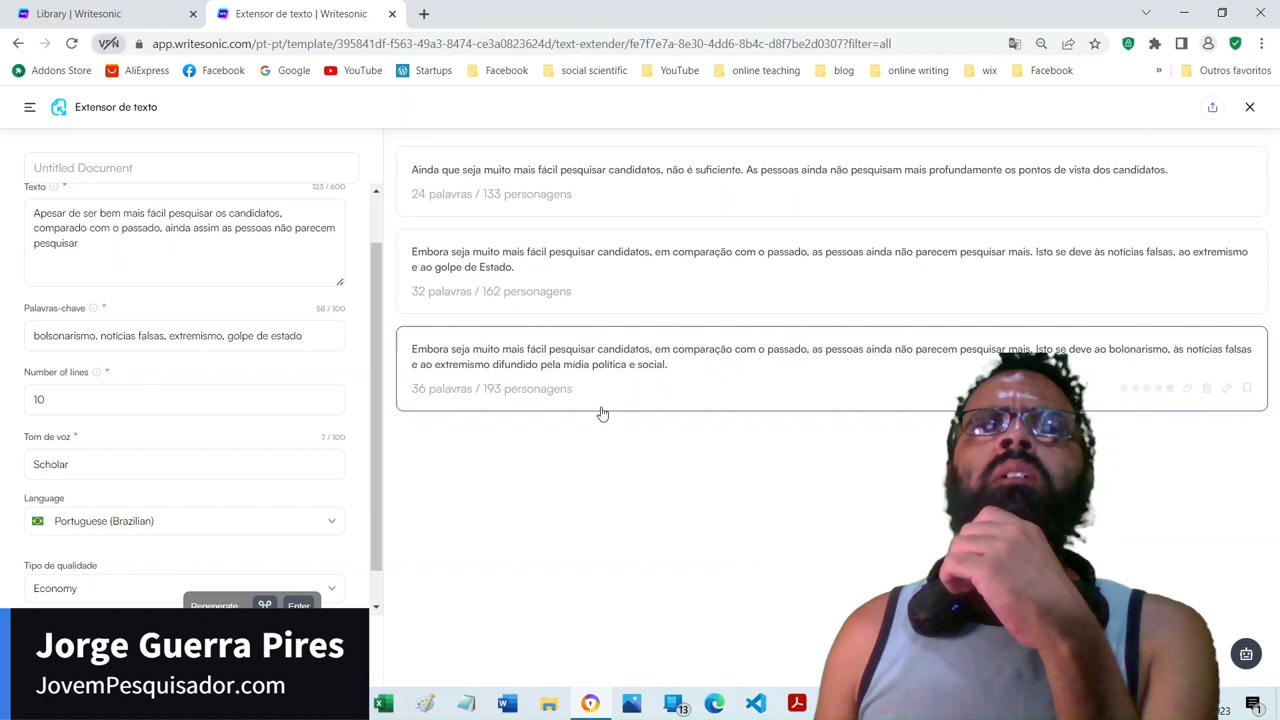 Library | Writesonic
Extensor de texto | Writesonic
VPN
app.writesonic.com/pt-pt/template/395841df-f563-49a3-8474-ce3a0823624d/text-extender/fe7f7e7a-8e30-4dd6-8b4c-d8f7be2d0307?filter=all
Addons Store
AliExpress
Facebook
Google
YouTube
Startups
Facebook
social scientific
YouTube
online teaching
blog
online writing
wix
Facebook
»
Outros favoritos
Extensor de texto
Untitled Document
Texto *
123 / 600
Apesar de ser bem mais fácil pesquisar os candidatos,
comparado com o passado, ainda assim as pessoas não parecem
pesquisar
Palavras-chave *
58 / 100
bolsonarismo, notícias falsas, extremismo, golpe de estado
Number of lines *
10
Tom de voz *
7 / 100
Scholar
Language
Portuguese (Brazilian)
Tipo de qualidade
Economy
Regenerate
Enter
Ainda que seja muito mais fácil pesquisar candidatos, não é suficiente. As pessoas ainda não pesquisam mais profundamente os pontos de vista dos candidatos.
24 palavras / 133 personagens
Embora seja muito mais fácil pesquisar candidatos, em comparação com o passado, as pessoas ainda não parecem pesquisar mais. Isto se deve às notícias falsas, ao extremismo
e ao golpe de Estado.
32 palavras / 162 personagens
Embora seja muito mais fácil pesquisar candidatos, em comparação com o passado, as pessoas ainda não parecem pesquisar mais. Isto se deve ao bolonarismo, às notícias falsas
e ao extremismo difundido pela mídia política e social.
36 palavras / 193 personagens
Jorge Guerra Pires
JovemPesquisador.com
13
23
1